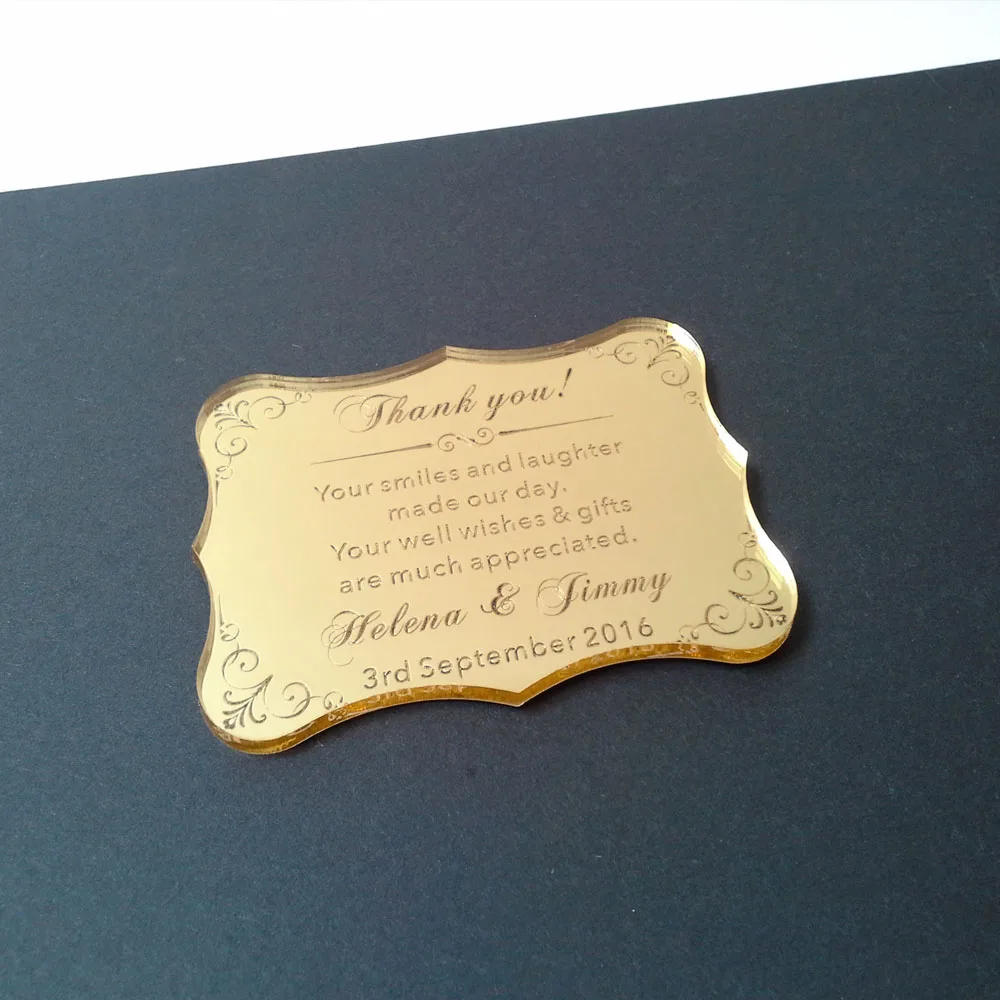 Thank you!
Your smiles and laughter
made our day.
Your well wishes & gifts
are much appreciated.
Helena & Jimmy
3rd September 2016